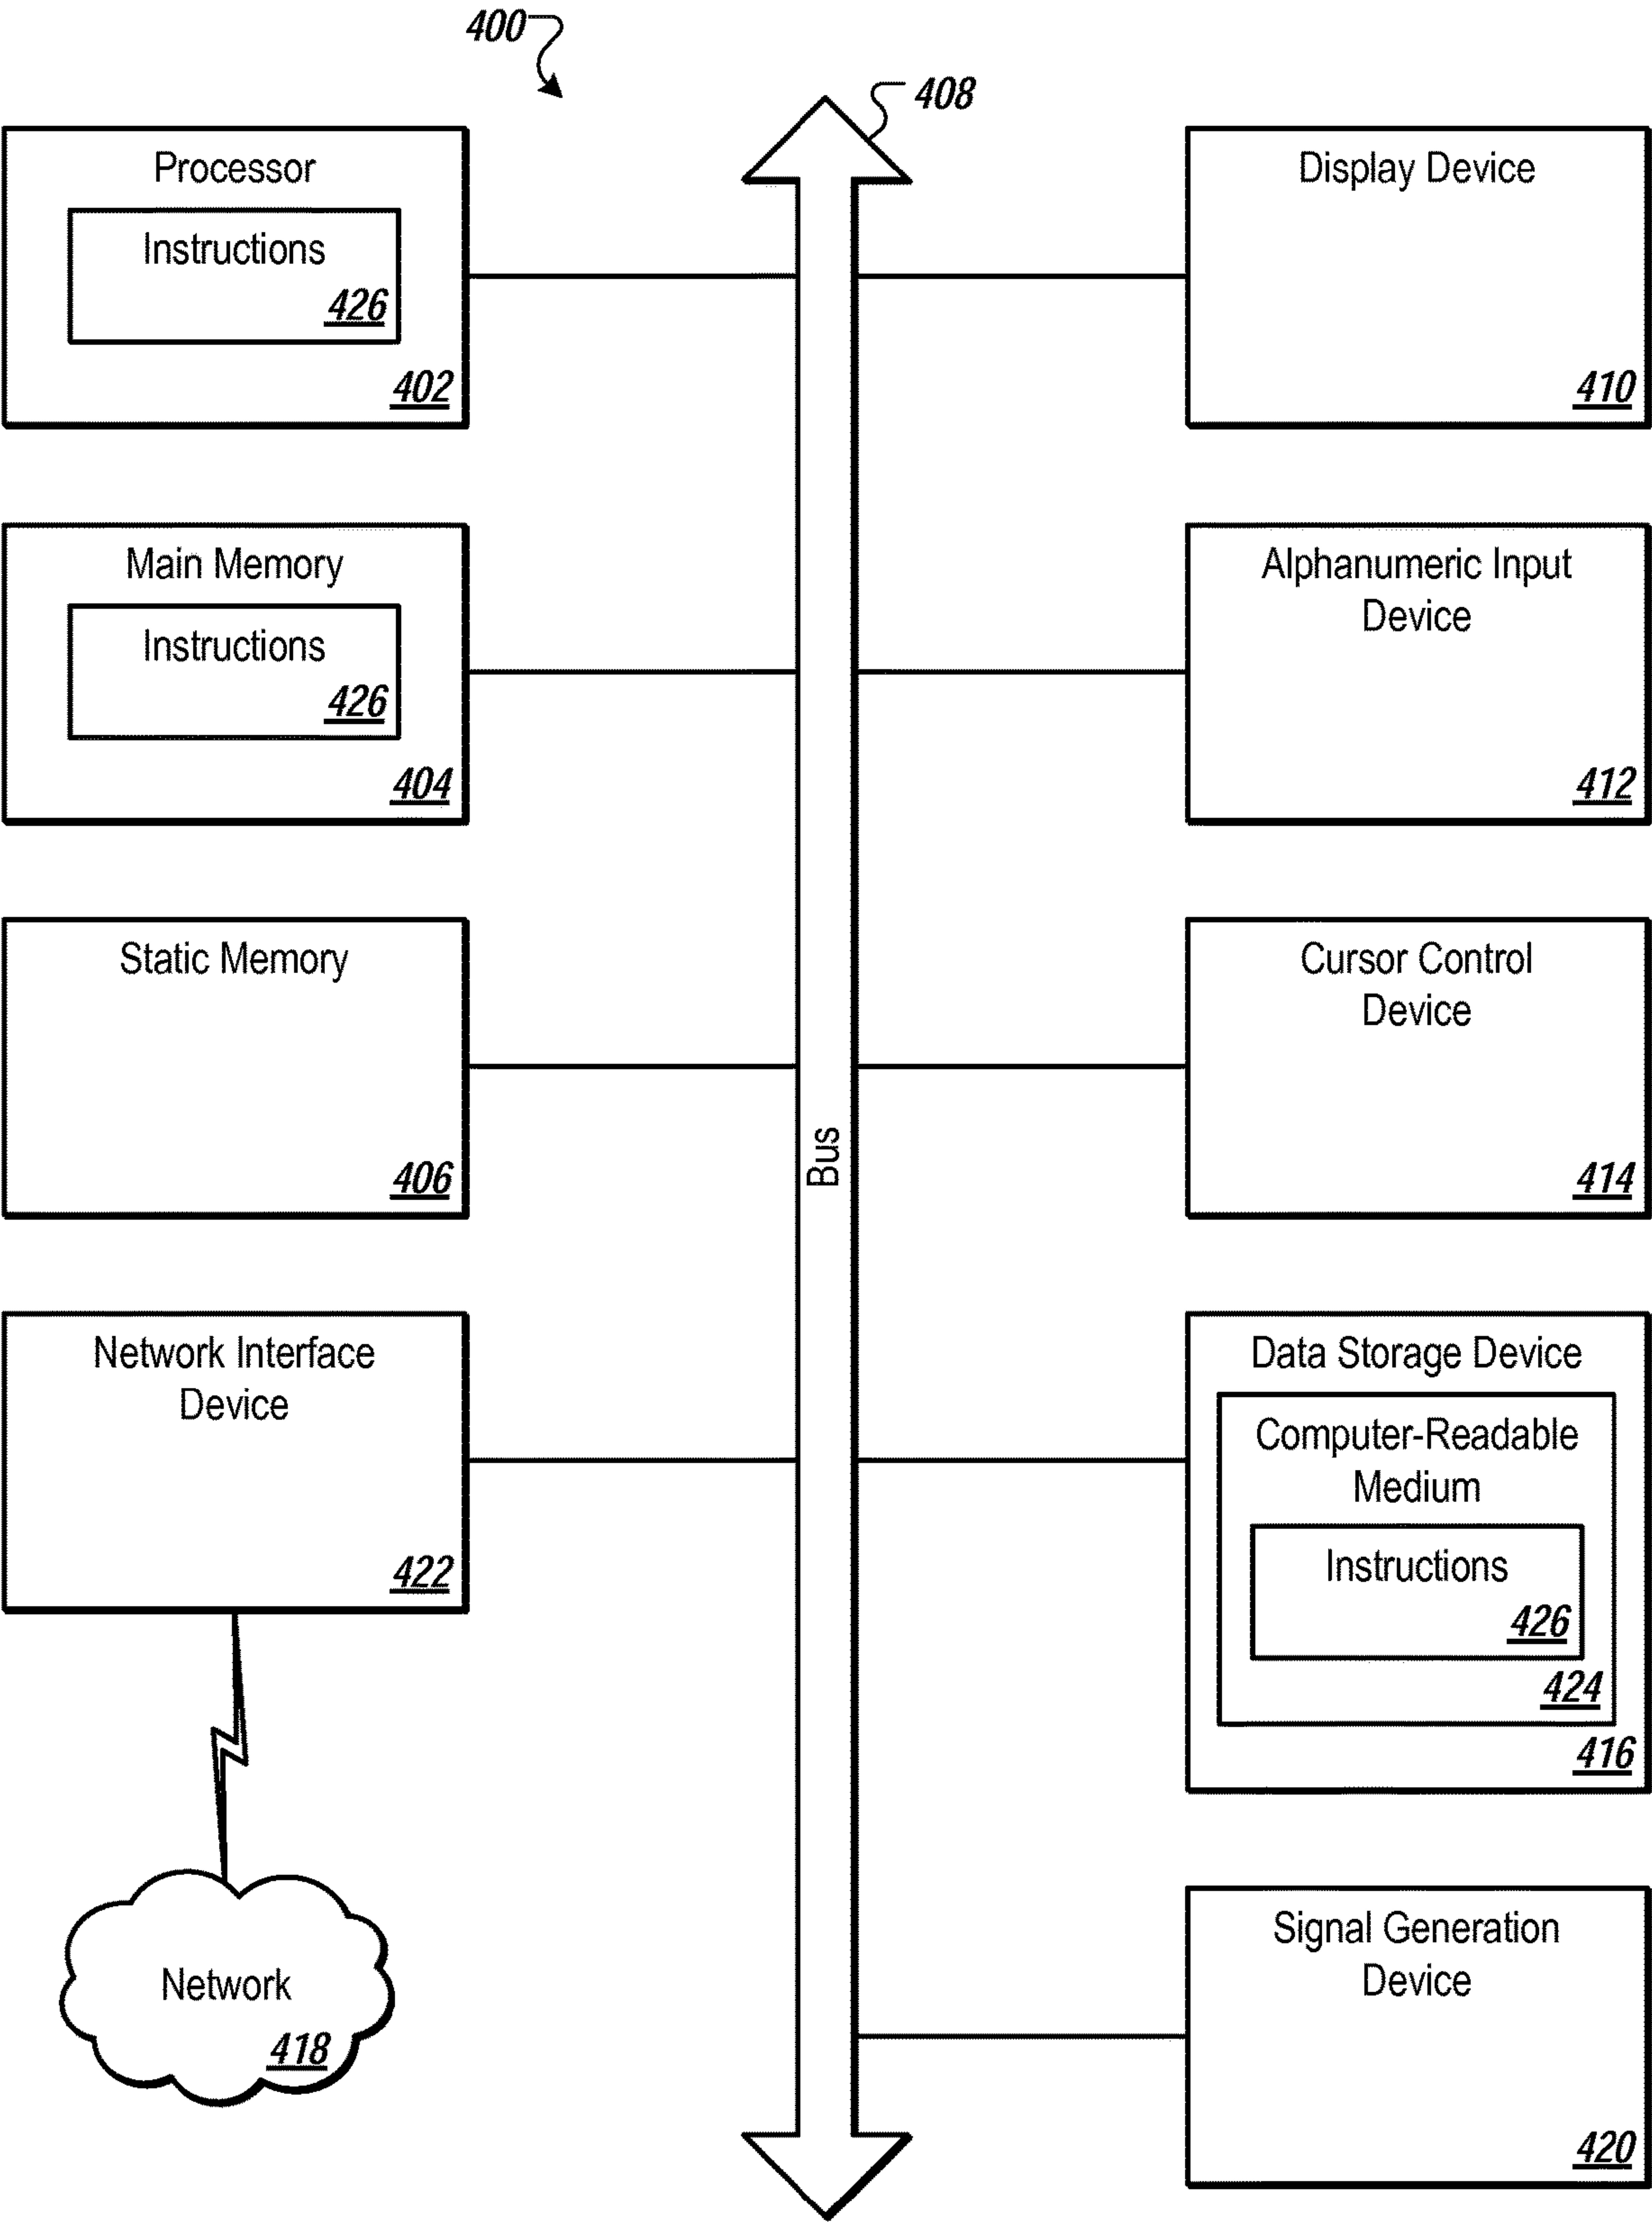 400
408
Processor
Instructions
426
402
Display Device
410
Main Memory
Instructions
426
404
Alphanumeric Input
Device
412
Static Memory
406
Cursor Control
Device
414
Bus
Network Interface
Device
422
Data Storage Device
Computer-Readable
Medium
Instructions
426
424
416
Network
418
Signal Generation
Device
420